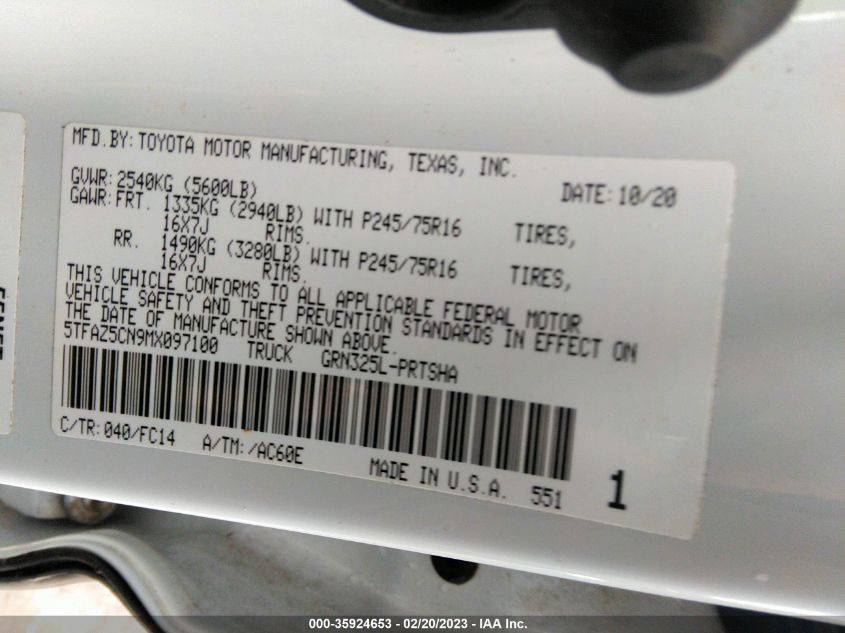 MFD.BY: TOYOTA MOTOR MANUFACTURING, TEXAS, INC.
GVWR: 2540KG (5600LB) DATE: 10/20
GAWR: FRT. 1335KG (2940LB) WITH P245/75R16 TIRES,
16X7J RIMS.
RR. 1490KG (3280LB) WITH P245/75R16 TIRES,
16X7J RIMS.
THIS VEHICLE CONFORMS TO ALL APPLICABLE FEDERAL MOTOR
VEHICLE SAFETY AND THEFT PREVENTION STANDARDS IN EFFECT ON
THE DATE OF MANUFACTURE SHOWN ABOVE.
5TFAZ5CN9MX097100 TRUCK GRN325L-PRTSHA
C/TR: 040/FC14 A/TM: /AC60E MADE IN U.S.A. 551 1
000-35924653 - 02/20/2023 - IAA Inc.